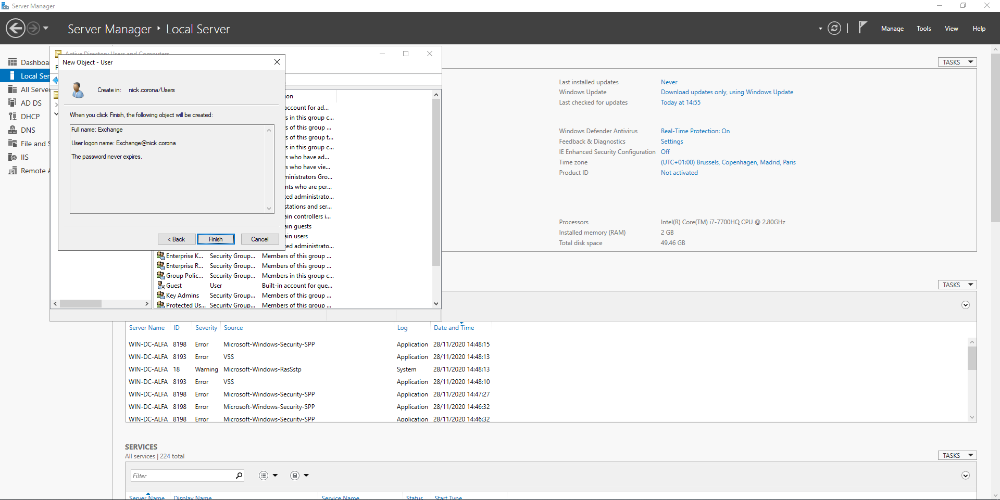 Server Manager
Server Manager ‣ Local Server
Manage Tools View Help
Dashboa
Local Ser
All Server
AD DS
DHCP
DNS
File and S
IIS
Remote A
Active Directory Users and Computers
New Object - User
Create in: nick.corona/Users
When you click Finish, the following object will be created:
Full name: Exchange
User logon name: Exchange@nick.corona
The password never expires.
< Back Finish Cancel
ion
account for ad...
s in this group c...
s of this group ...
s of this group t...
s in this group c...
s who have ad...
s who have vie...
ministrators Gro...
nts who are per...
ted administrato...
stations and ser...
ain controllers i...
ain guests
ain users
ted administrato...
Enterprise K... Security Group... Members of this group ...
Enterprise R... Security Group... Members of this group ...
Group Polic... Security Group... Members in this group c...
Guest User Built-in account for gue...
Key Admins Security Group... Members of this group ...
Protected Us... Security Group... Members of this group ...
TASKS
Last installed updates Never
Windows Update Download updates only, using Windows Update
Last checked for updates Today at 14:55
Windows Defender Antivirus Real-Time Protection: On
Feedback & Diagnostics Settings
IE Enhanced Security Configuration Off
Time zone (UTC+01:00) Brussels, Copenhagen, Madrid, Paris
Product ID Not activated
Processors Intel(R) Core(TM) i7-7700HQ CPU @ 2.80GHz
Installed memory (RAM) 2 GB
Total disk space 49.46 GB
TASKS
Server Name ID Severity Source Log Date and Time
WIN-DC-ALFA 8198 Error Microsoft-Windows-Security-SPP Application 28/11/2020 14:48:15
WIN-DC-ALFA 8193 Error VSS Application 28/11/2020 14:48:13
WIN-DC-ALFA 18 Warning Microsoft-Windows-RasSstp System 28/11/2020 14:48:13
WIN-DC-ALFA 8193 Error VSS Application 28/11/2020 14:48:10
WIN-DC-ALFA 8198 Error Microsoft-Windows-Security-SPP Application 28/11/2020 14:47:27
WIN-DC-ALFA 8198 Error Microsoft-Windows-Security-SPP Application 28/11/2020 14:46:32
WIN-DC-ALFA 8198 Error Microsoft-Windows-Security-SPP Application 28/11/2020 14:46:32
SERVICES
All services | 224 total
TASKS
Filter
Server Name Display Name Service Name Status Start Type